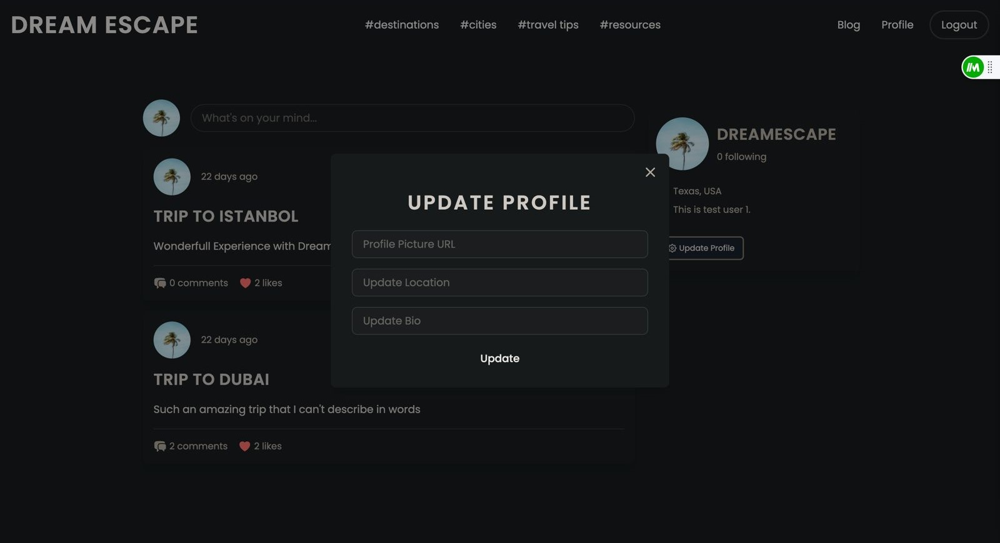 DREAM ESCAPE
#destinations #cities #travel tips #resources
Blog Profile Logout
What's on your mind...
22 days ago
TRIP TO ISTANBOL
Wonderfull Experience with Dream
0 comments 2 likes
22 days ago
TRIP TO DUBAI
Such an amazing trip that I can't describe in words
2 comments 2 likes
DREAMESCAPE
0 following
Texas, USA
This is test user 1.
Update Profile
UPDATE PROFILE
Profile Picture URL
Update Location
Update Bio
Update